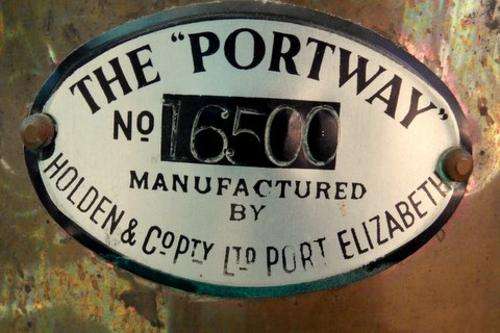 THE "PORTWAY"
No 16500
MANUFACTURED
BY
HOLDEN & Co PTY LTD PORT ELIZABETH